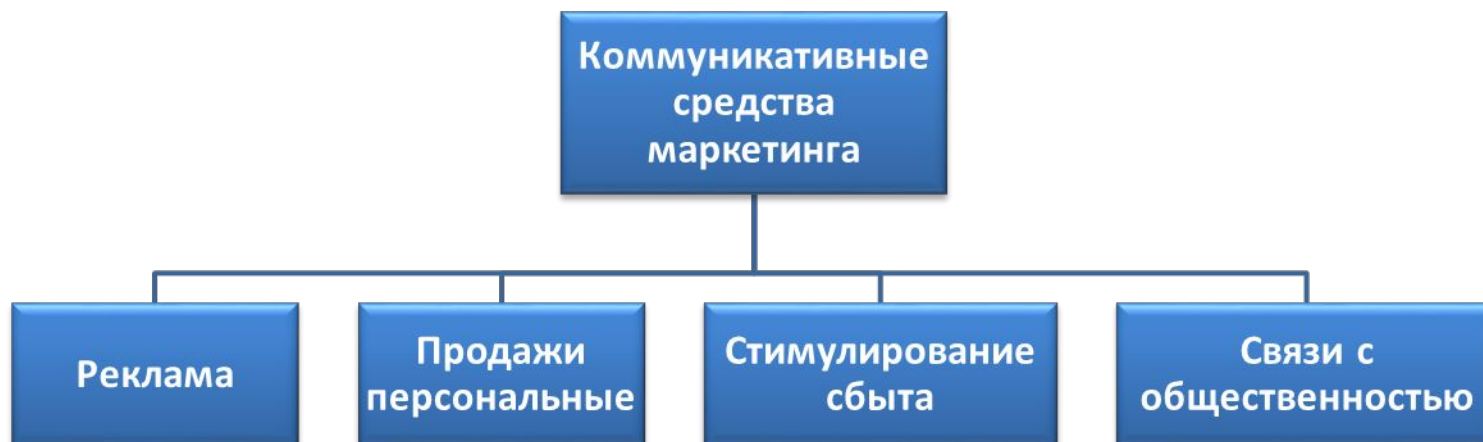 Коммуникативные
средства
маркетинга
Реклама
Продажи
персональные
Стимулирование
сбыта
Связи с
общественностью